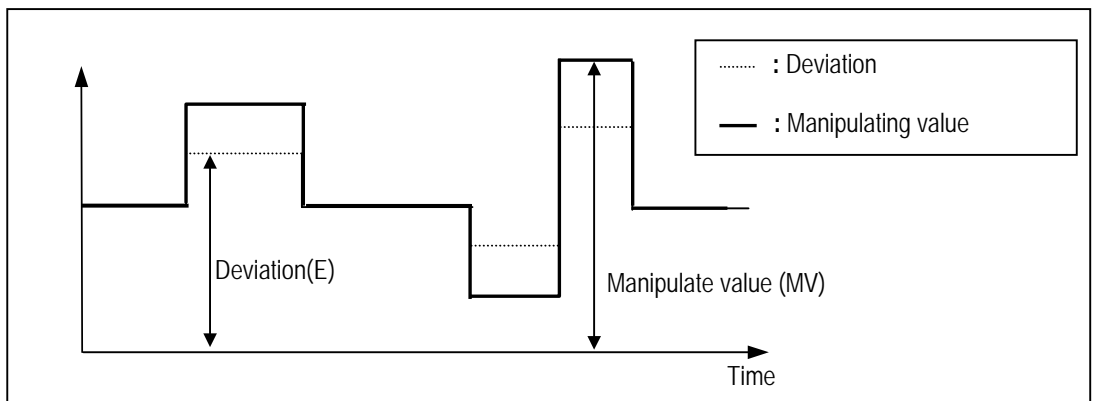 : Deviation
: Manipulating value
Deviation(E)
Manipulate value (MV)
Time